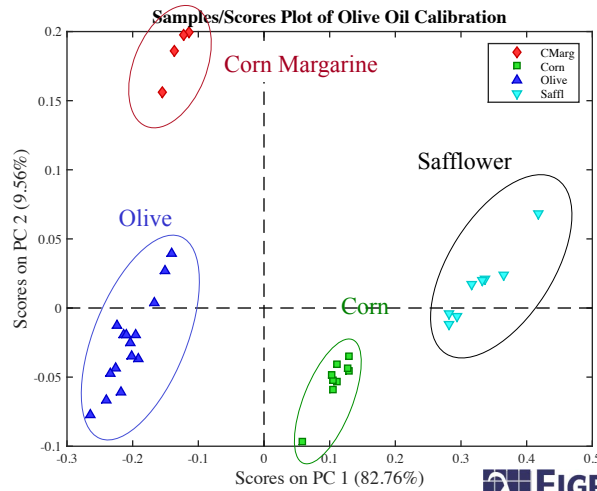 Samples/Scores Plot of Olive Oil Calibration
0.2
0.15
0.1
0.05
0
-0.05
-0.1
Scores on PC 2 (9.56%)
CMarg
Corn
Olive
Saffl
Corn Margarine
Safflower
Olive
Corn
-0.3
-0.2
-0.1
0
0.1
0.2
0.3
0.4
0.5
Scores on PC 1 (82.76%)